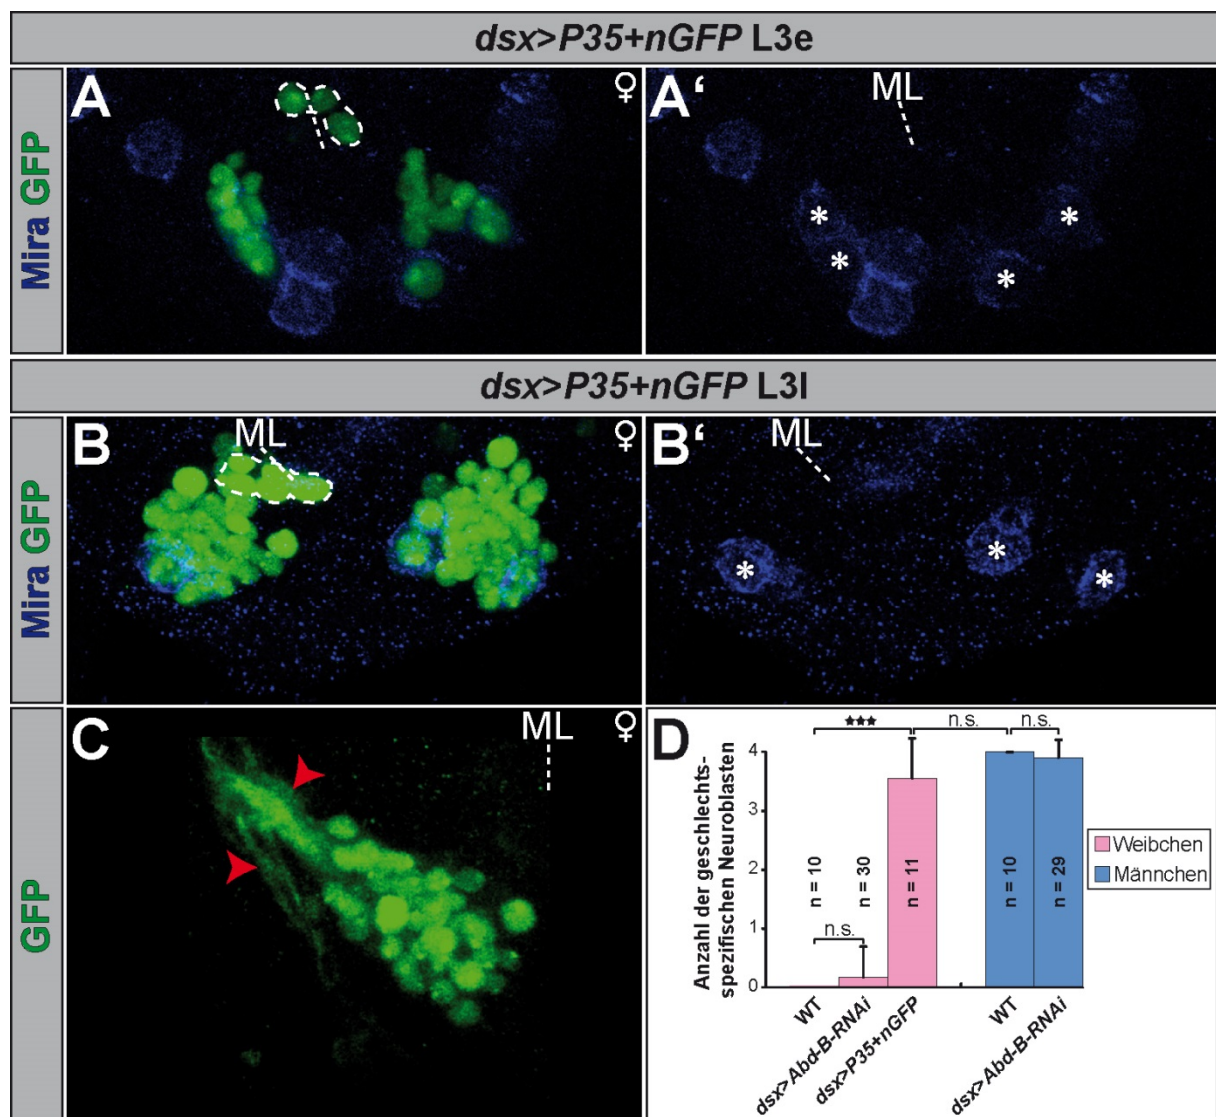 dsx>P35+nGFP L3e
Mira GFP
A
♀
A‘
ML
*
*
*
*
dsx>P35+nGFP L3l
Mira GFP
B
ML
♀
B‘
ML
*
*
*
GFP
C
ML
♀
D
★★★
n.s.
n.s.
n.s.
Anzahl der geschlechts-
spezifischen Neuroblasten
4
3
2
1
0
n = 10
n = 30
n = 11
n = 10
n = 29
WT
dsx>Abd-B-RNAi
dsx>P35+nGFP
WT
dsx>Abd-B-RNAi
Weibchen
Männchen